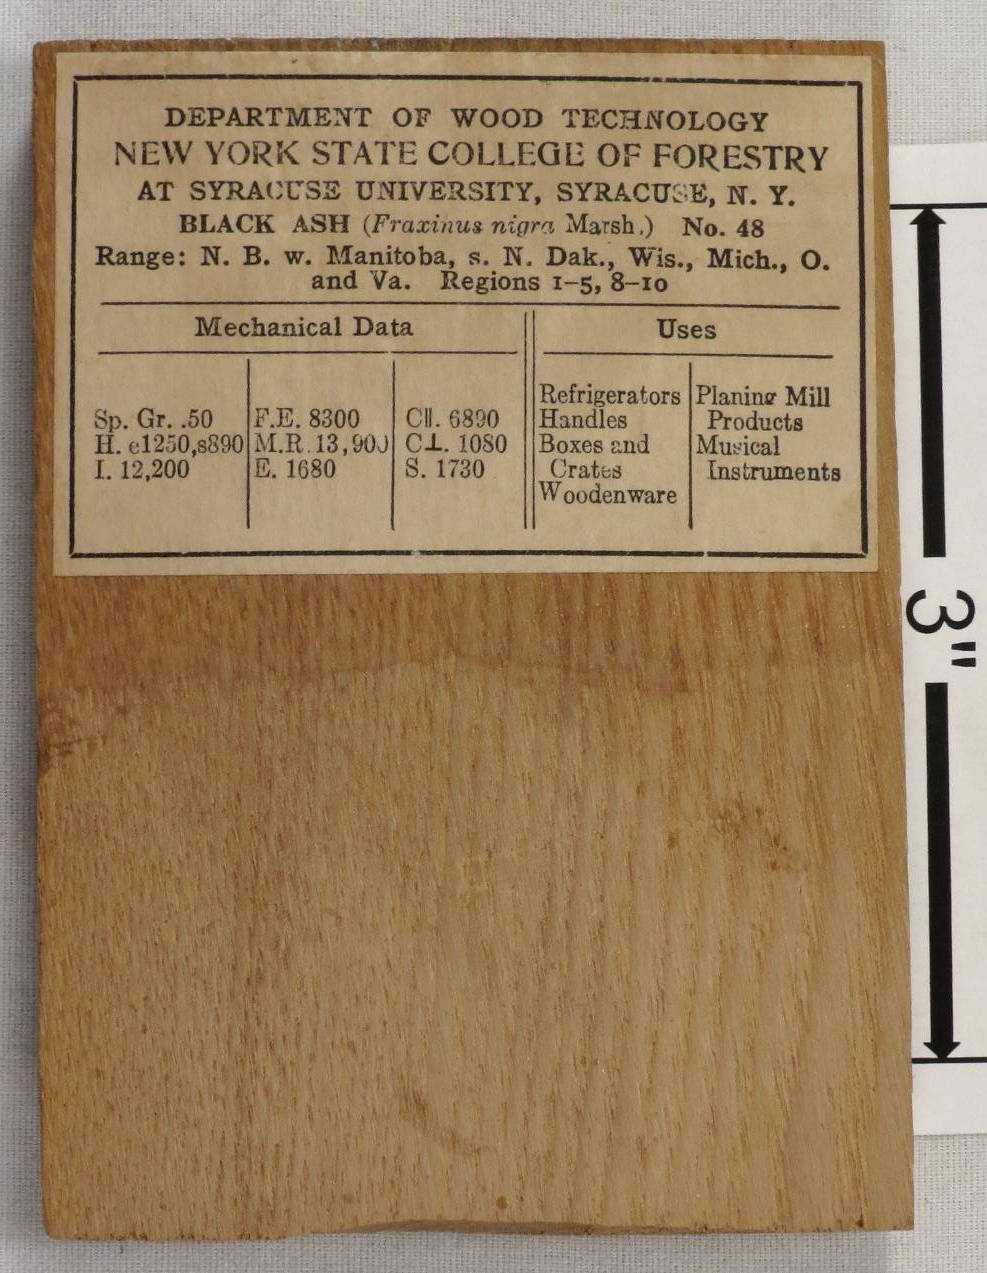 DEPARTMENT OF WOOD TECHNOLOGY
NEW YORK STATE COLLEGE OF FORESTRY
AT SYRACUSE UNIVERSITY, SYRACUSE, N. Y.
BLACK ASH (Fraxinus nigra Marsh.) No. 48
Range: N. B. w. Manitoba, s. N. Dak., Wis., Mich., O.
and Va. Regions 1–5, 8–10
Mechanical Data
Sp. Gr. .50
H. e1250,s890
I. 12,200
F.E. 8300
M.R. 13,900
E. 1680
C||. 6890
C⊥. 1080
S. 1730
Uses
Refrigerators
Handles
Boxes and
Crates
Woodenware
Planing Mill
Products
Musical
Instruments
3"